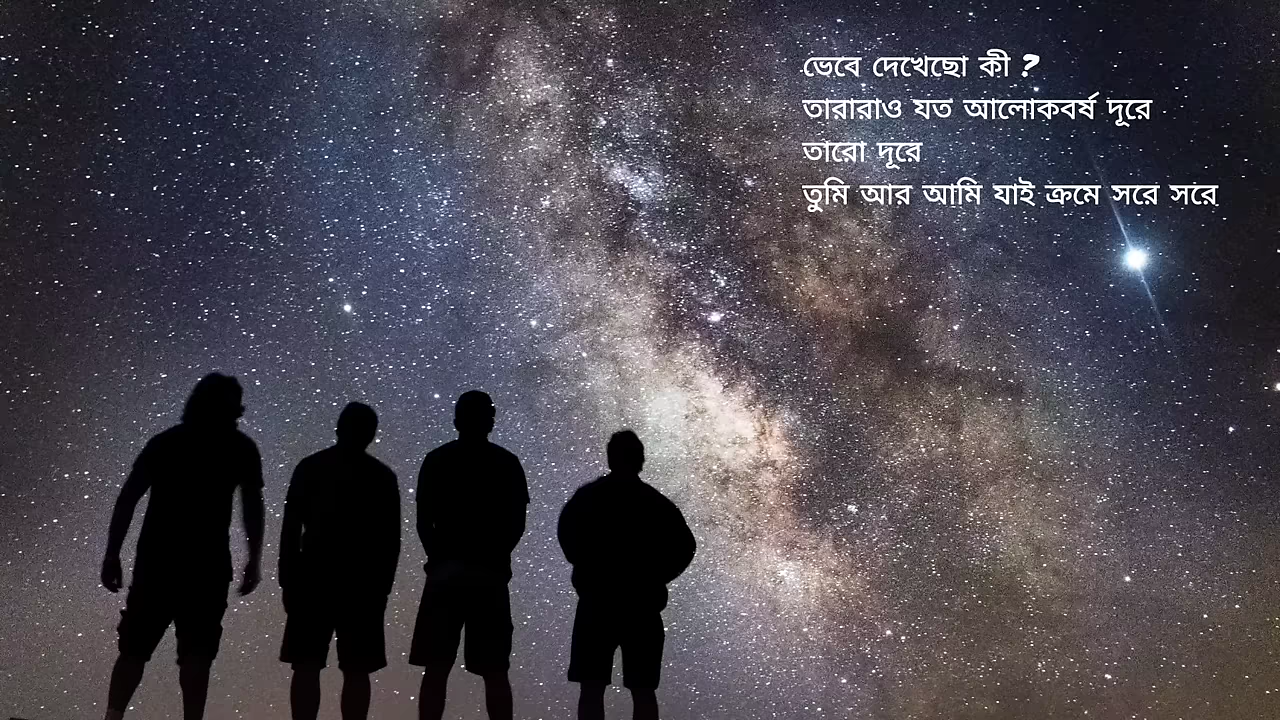 ভেবে দেখেছো কী ?
তারারাও যত আলোকবর্ষ দূরে
তারো দূরে
তুমি আর আমি যাই ক্রমে সরে সরে